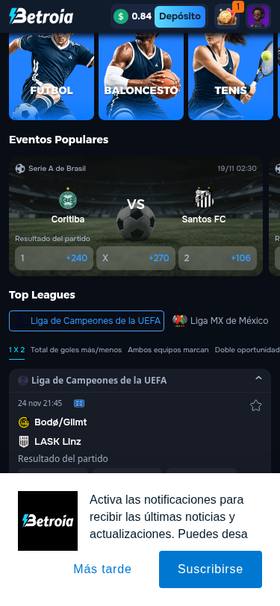 Betroia
$ 0.84 Depósito
1
FÚTBOL
BALONCESTO
TENIS
Eventos Populares
Serie A de Brasil 19/11 02:30
VS
Coritiba Santos FC
Resultado del partido
1 +240 X +270 2 +106
Top Leagues
Liga de Campeones de la UEFA Liga MX de México
1 X 2 Total de goles más/menos Ambos equipos marcan Doble oportunidad
Liga de Campeones de la UEFA
24 nov 21:45
Bodø/Glimt
LASK Linz
Resultado del partido
Betroia
Activa las notificaciones para
recibir las últimas noticias y
actualizaciones. Puedes desa
Más tarde Suscribirse